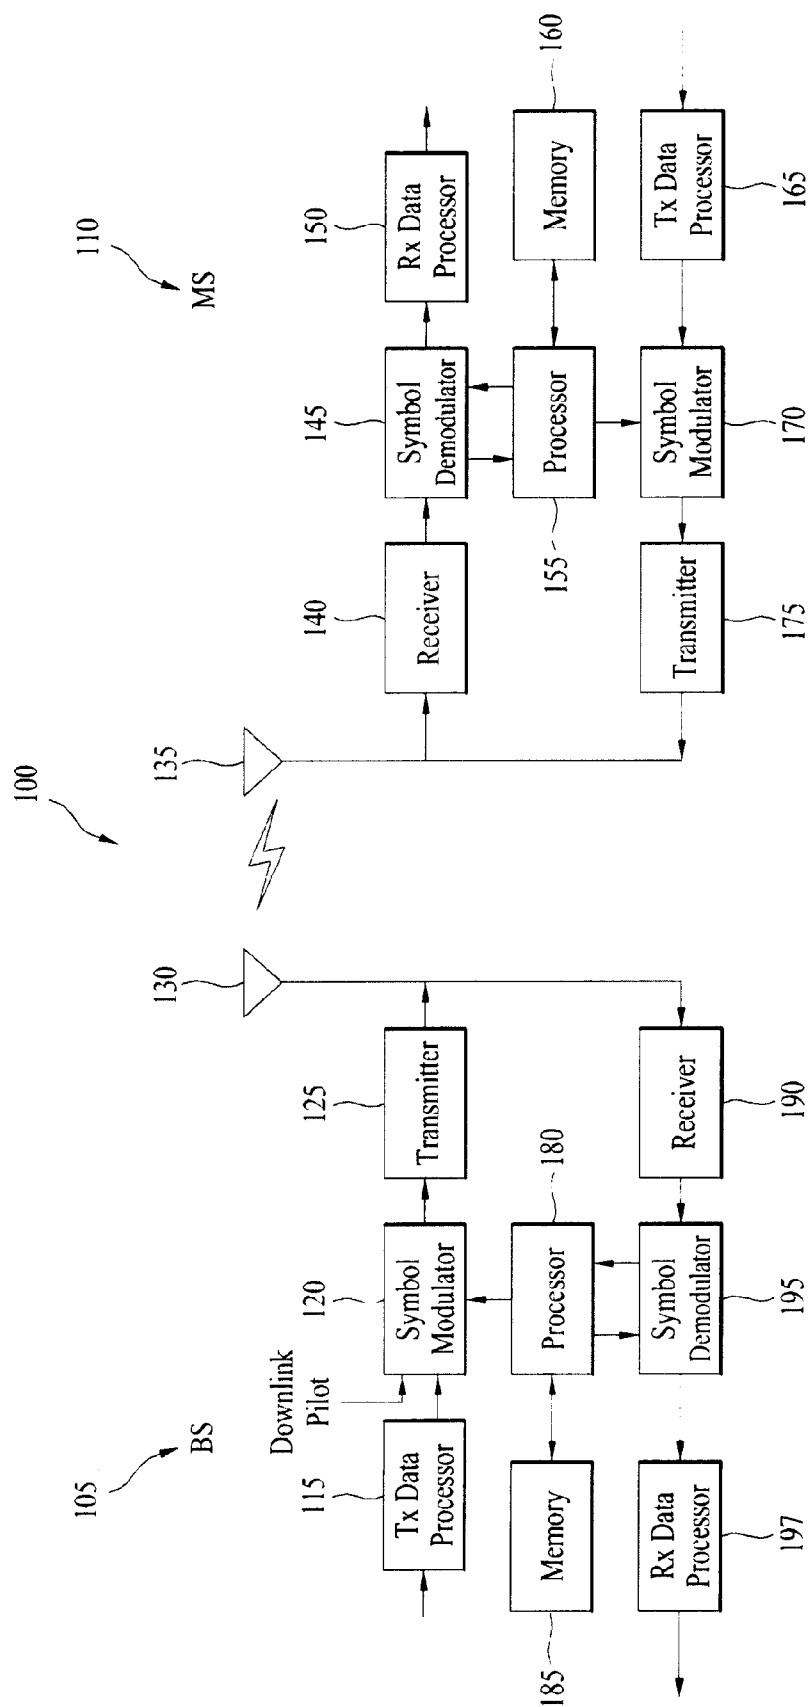 100
105
BS
110
MS
130
135
Downlink
Pilot
115
Tx Data
Processor
120
Symbol
Modulator
125
Transmitter
140
Receiver
145
Symbol
Demodulator
150
Rx Data
Processor
185
Memory
180
Processor
155
Processor
160
Memory
197
Rx Data
Processor
195
Symbol
Demodulator
190
Receiver
175
Transmitter
170
Symbol
Modulator
165
Tx Data
Processor